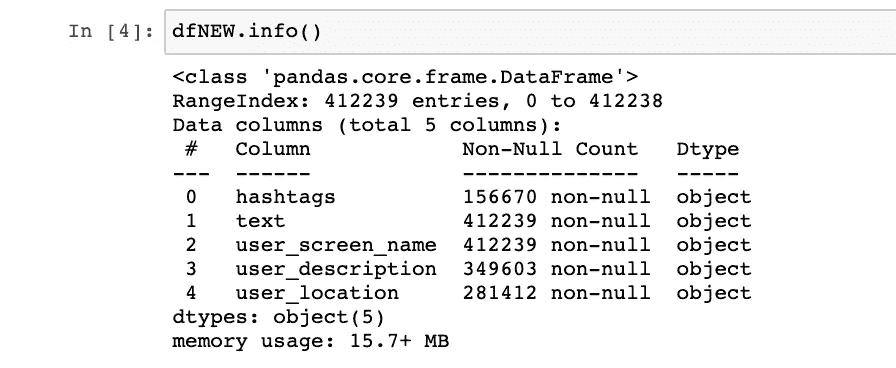 In [4]: dfNEW.info()
<class 'pandas.core.frame.DataFrame'>
RangeIndex: 412239 entries, 0 to 412238
Data columns (total 5 columns):
 #   Column            Non-Null Count   Dtype
---  ------            --------------   -----
 0   hashtags          156670 non-null  object
 1   text              412239 non-null  object
 2   user_screen_name  412239 non-null  object
 3   user_description  349603 non-null  object
 4   user_location     281412 non-null  object
dtypes: object(5)
memory usage: 15.7+ MB